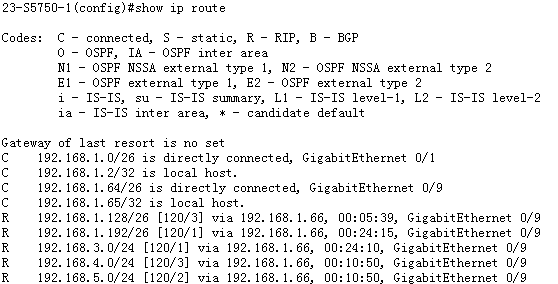 23-S5750-1(config)#show ip route
Codes: C - connected, S - static, R - RIP, B - BGP
O - OSPF, IA - OSPF inter area
N1 - OSPF NSSA external type 1, N2 - OSPF NSSA external type 2
E1 - OSPF external type 1, E2 - OSPF external type 2
i - IS-IS, su - IS-IS summary, L1 - IS-IS level-1, L2 - IS-IS level-2
ia - IS-IS inter area, * - candidate default
Gateway of last resort is no set
C 192.168.1.0/26 is directly connected, GigabitEthernet 0/1
C 192.168.1.2/32 is local host.
C 192.168.1.64/26 is directly connected, GigabitEthernet 0/9
C 192.168.1.65/32 is local host.
R 192.168.1.128/26 [120/3] via 192.168.1.66, 00:05:39, GigabitEthernet 0/9
R 192.168.1.192/26 [120/1] via 192.168.1.66, 00:24:15, GigabitEthernet 0/9
R 192.168.3.0/24 [120/1] via 192.168.1.66, 00:24:10, GigabitEthernet 0/9
R 192.168.4.0/24 [120/3] via 192.168.1.66, 00:10:50, GigabitEthernet 0/9
R 192.168.5.0/24 [120/2] via 192.168.1.66, 00:10:50, GigabitEthernet 0/9